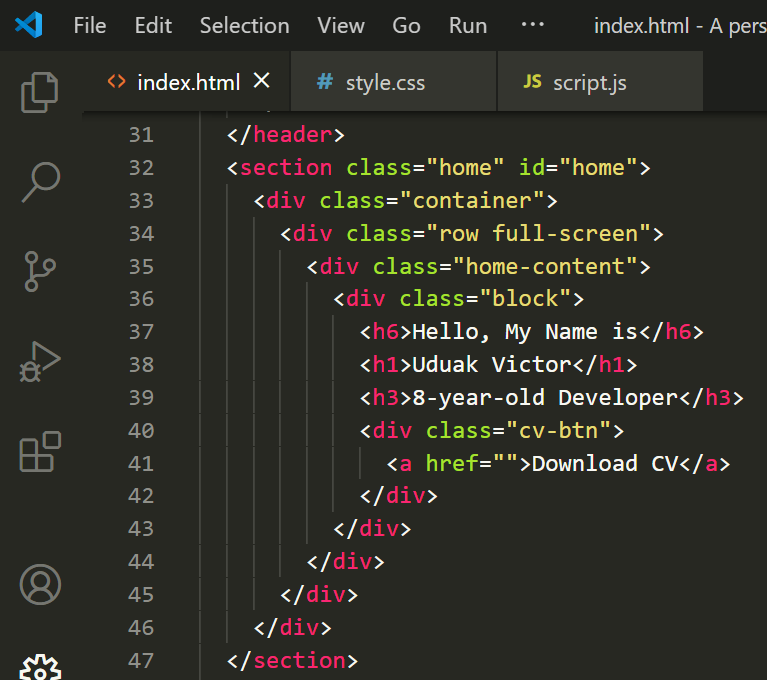 File Edit Selection View Go Run ··· index.html - A pers
<> index.html × # style.css JS script.js
31 </header>
32 <section class="home" id="home">
33 <div class="container">
34 <div class="row full-screen">
35 <div class="home-content">
36 <div class="block">
37 <h6>Hello, My Name is</h6>
38 <h1>Uduak Victor</h1>
39 <h3>8-year-old Developer</h3>
40 <div class="cv-btn">
41 <a href="">Download CV</a>
42 </div>
43 </div>
44 </div>
45 </div>
46 </div>
47 </section>